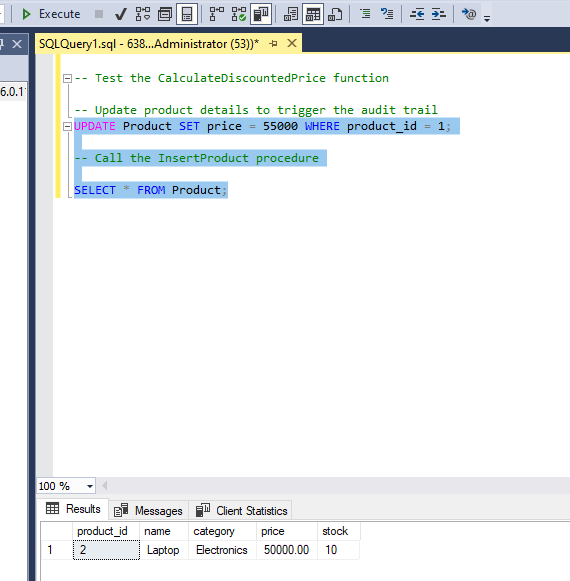 Execute
SQLQuery1.sql - 638...Administrator (53))*
6.0.1
-- Test the CalculateDiscountedPrice function
-- Update product details to trigger the audit trail
UPDATE Product SET price = 55000 WHERE product_id = 1;
-- Call the InsertProduct procedure
SELECT * FROM Product;
100 %
Results Messages Client Statistics
product_id name category price stock
1 2 Laptop Electronics 50000.00 10